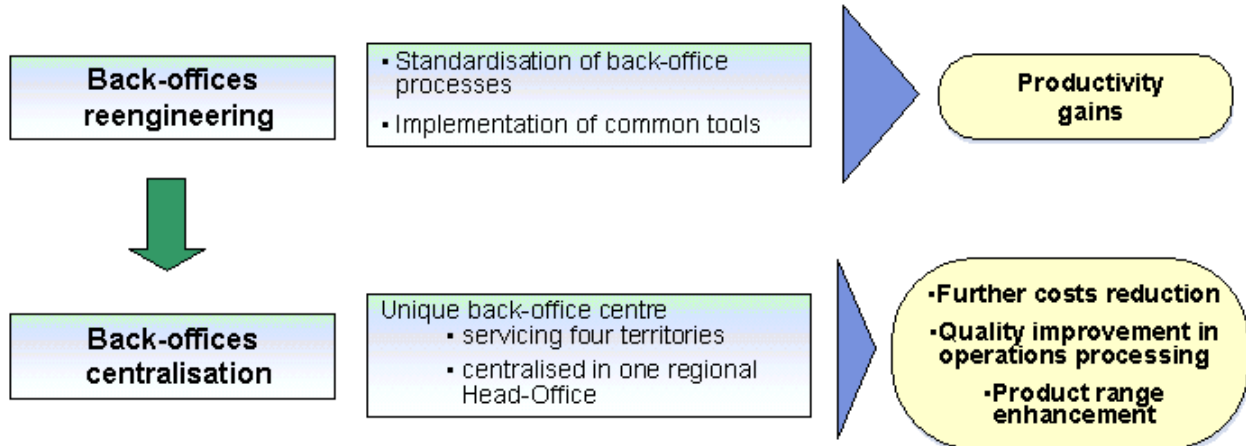 Back-offices
reengineering
▪ Standardisation of back-office
processes
▪ Implementation of common tools
Productivity
gains
Back-offices
centralisation
Unique back-office centre
▪ servicing four territories
▪ centralised in one regional
Head-Office
▪Further costs reduction
▪Quality improvement in
operations processing
▪Product range
enhancement